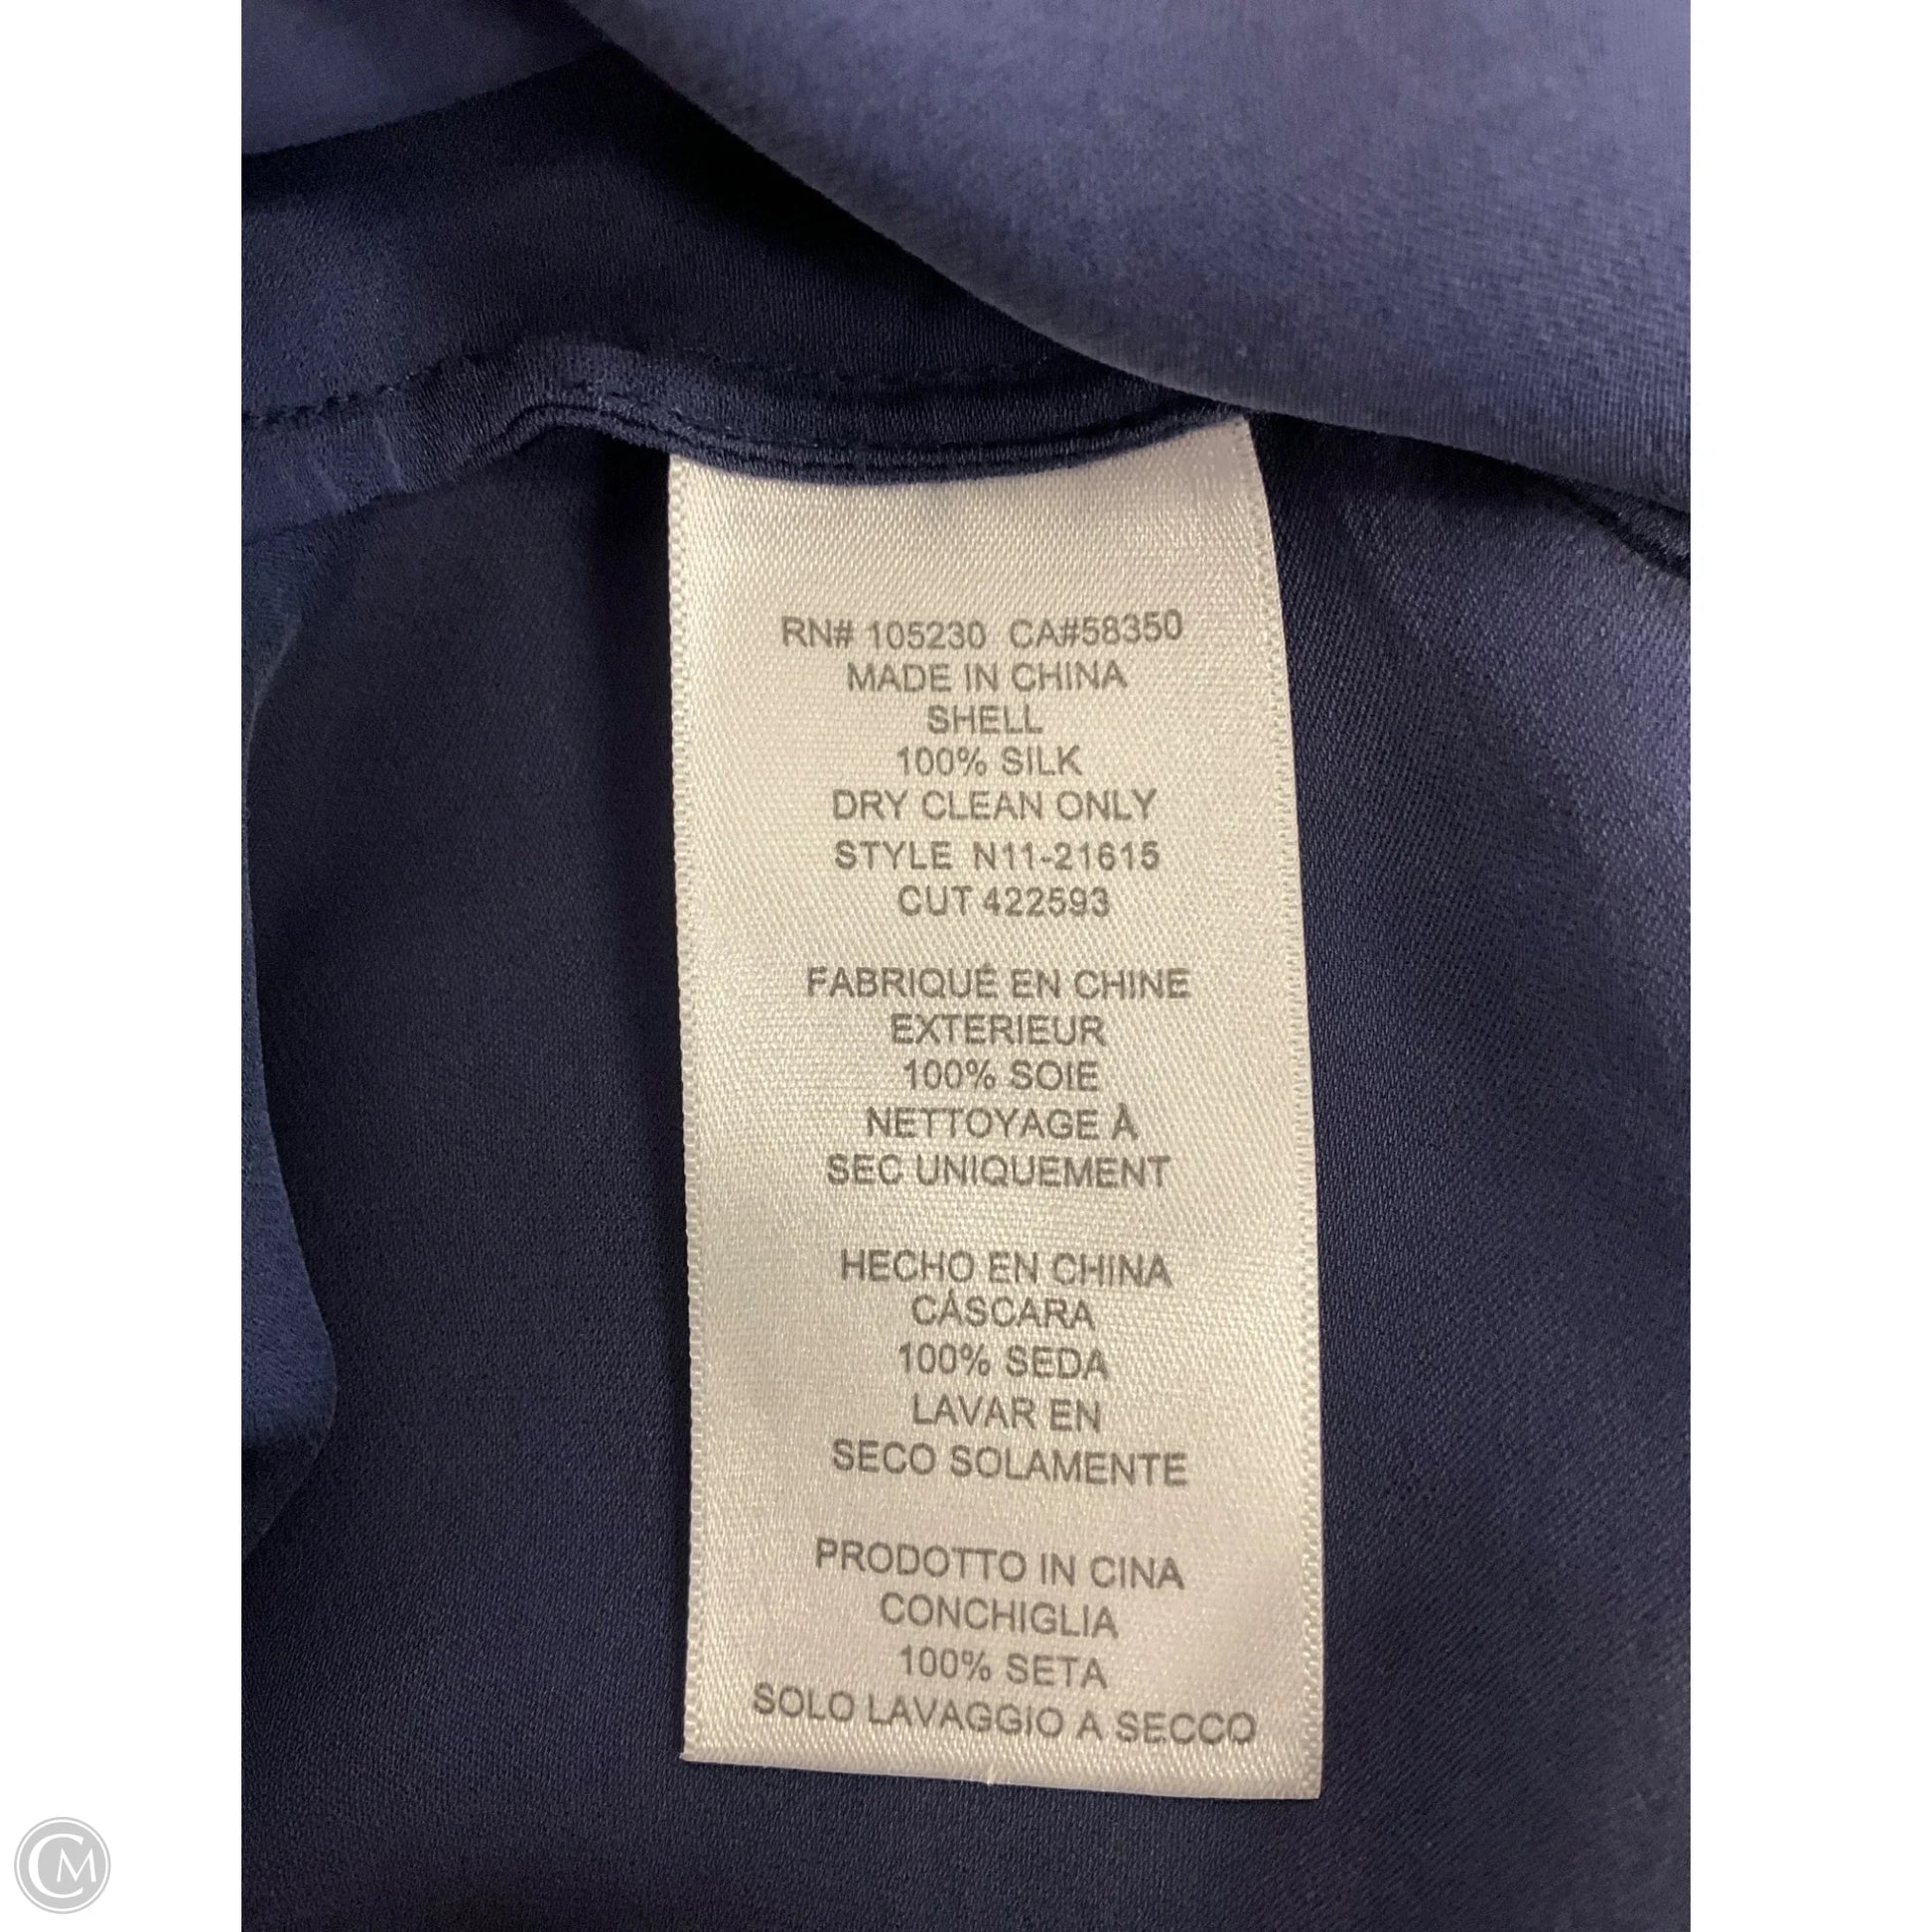 RN# 105230 CA#58350
MADE IN CHINA
SHELL
100% SILK
DRY CLEAN ONLY
STYLE N11-21615
CUT 422593
FABRIQUÉ EN CHINE
EXTERIEUR
100% SOIE
NETTOYAGE À
SEC UNIQUEMENT
HECHO EN CHINA
CÁSCARA
100% SEDA
LAVAR EN
SECO SOLAMENTE
PRODOTTO IN CINA
CONCHIGLIA
100% SETA
SOLO LAVAGGIO A SECCO
CM